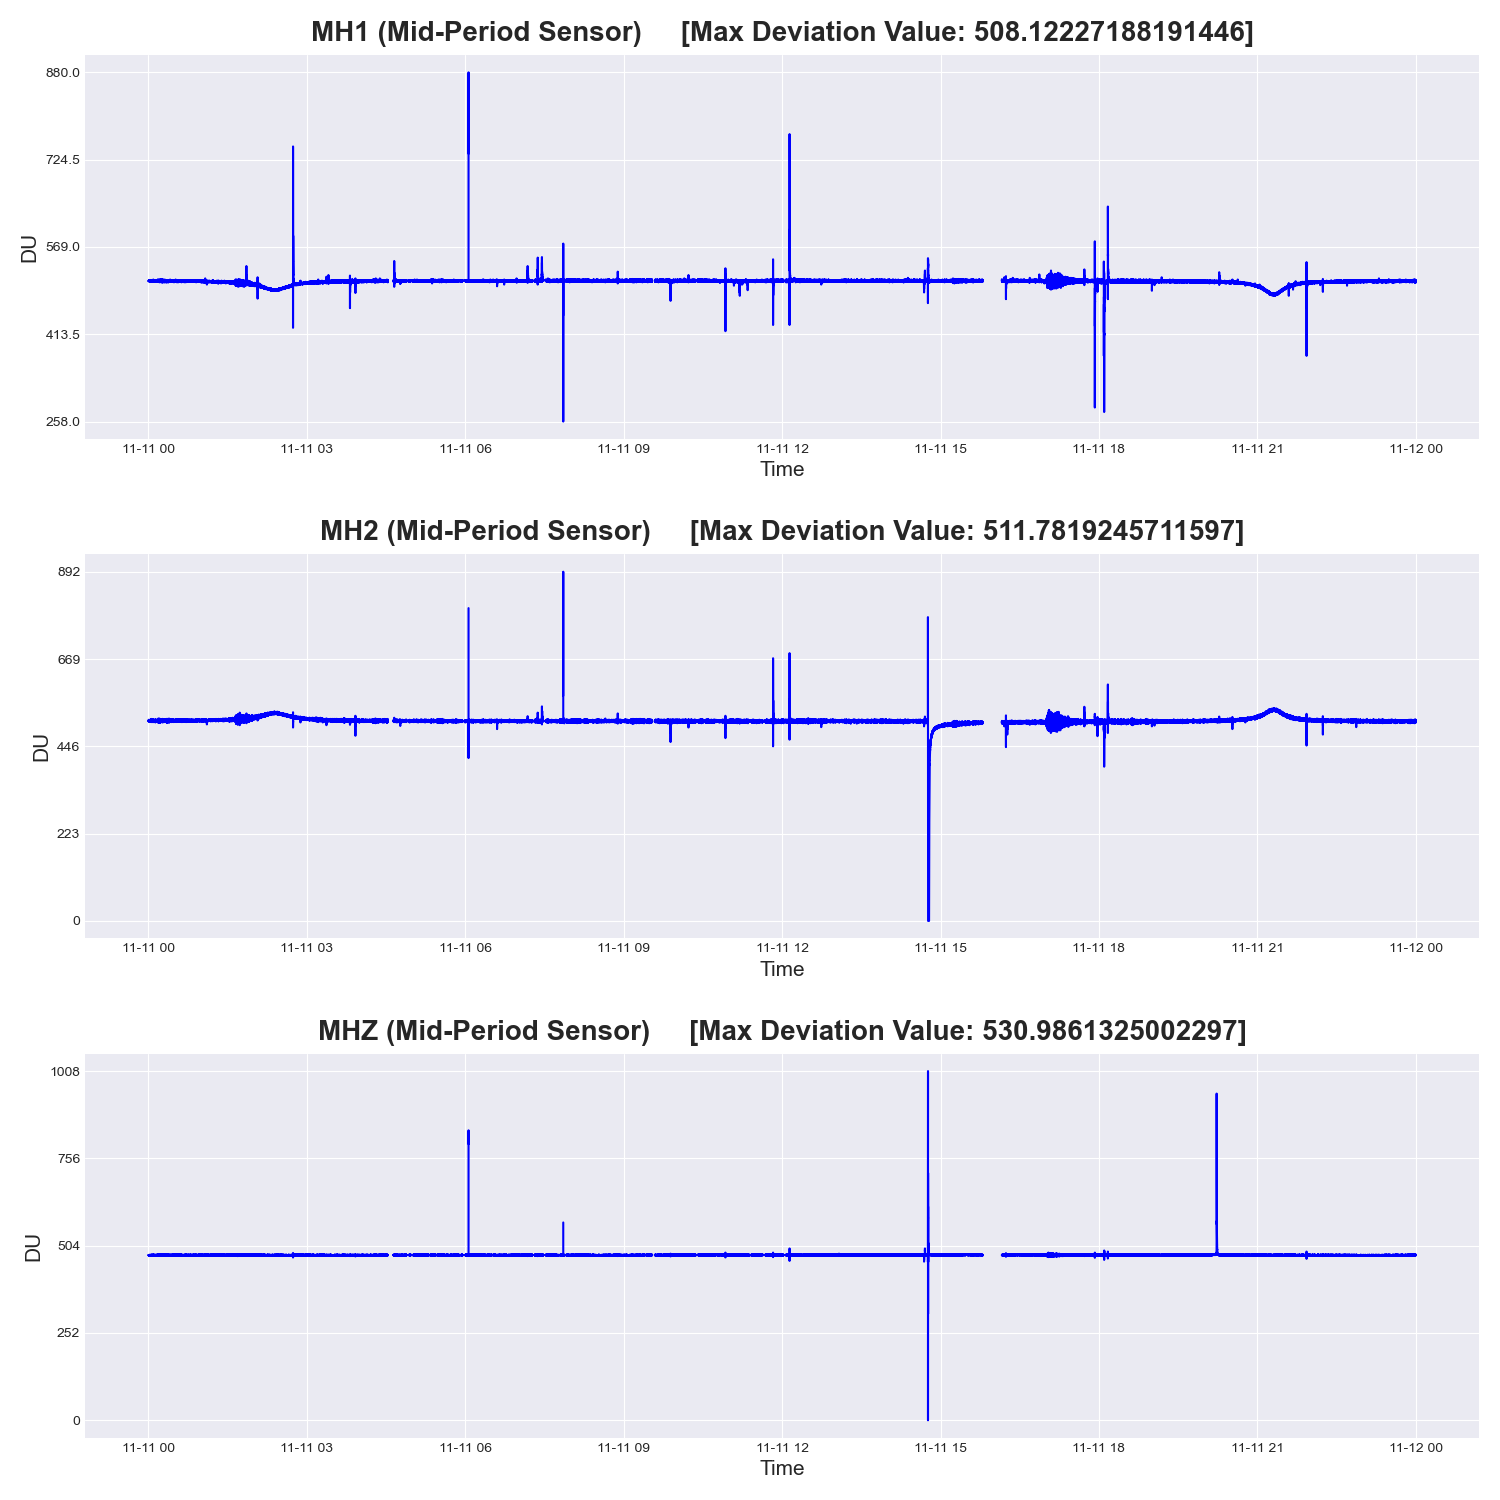 MH1 (Mid-Period Sensor) [Max Deviation Value: 508.12227188191446]
880.0
724.5
569.0
413.5
258.0
DU
11-11 00 11-11 03 11-11 06 11-11 09 11-11 12 11-11 15 11-11 18 11-11 21 11-12 00
Time
MH2 (Mid-Period Sensor) [Max Deviation Value: 511.7819245711597]
892
669
446
223
0
DU
11-11 00 11-11 03 11-11 06 11-11 09 11-11 12 11-11 15 11-11 18 11-11 21 11-12 00
Time
MHZ (Mid-Period Sensor) [Max Deviation Value: 530.9861325002297]
1008
756
504
252
0
DU
11-11 00 11-11 03 11-11 06 11-11 09 11-11 12 11-11 15 11-11 18 11-11 21 11-12 00
Time